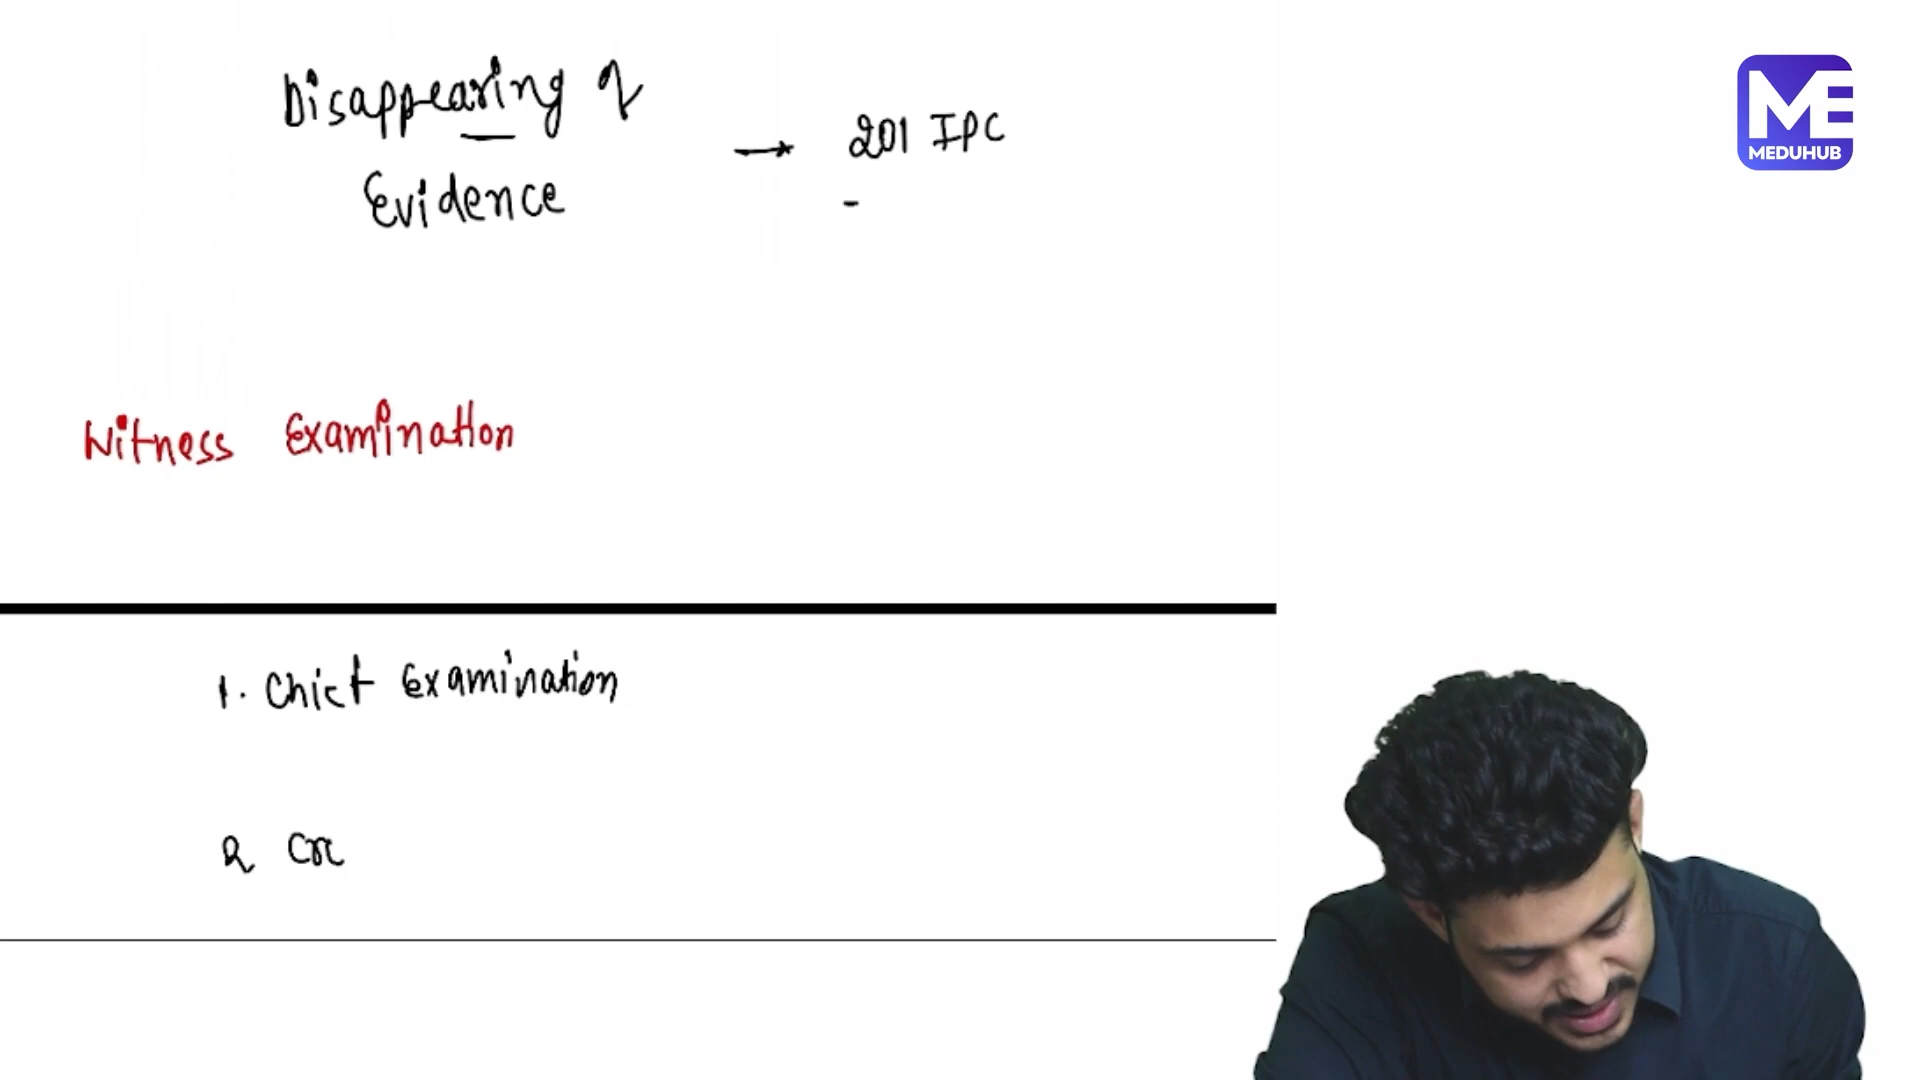 Disappearing of
Evidence
→ 201 IPC
-
Witness Examination
1. Chief Examination
2 Cr
ME
MEDUHUB